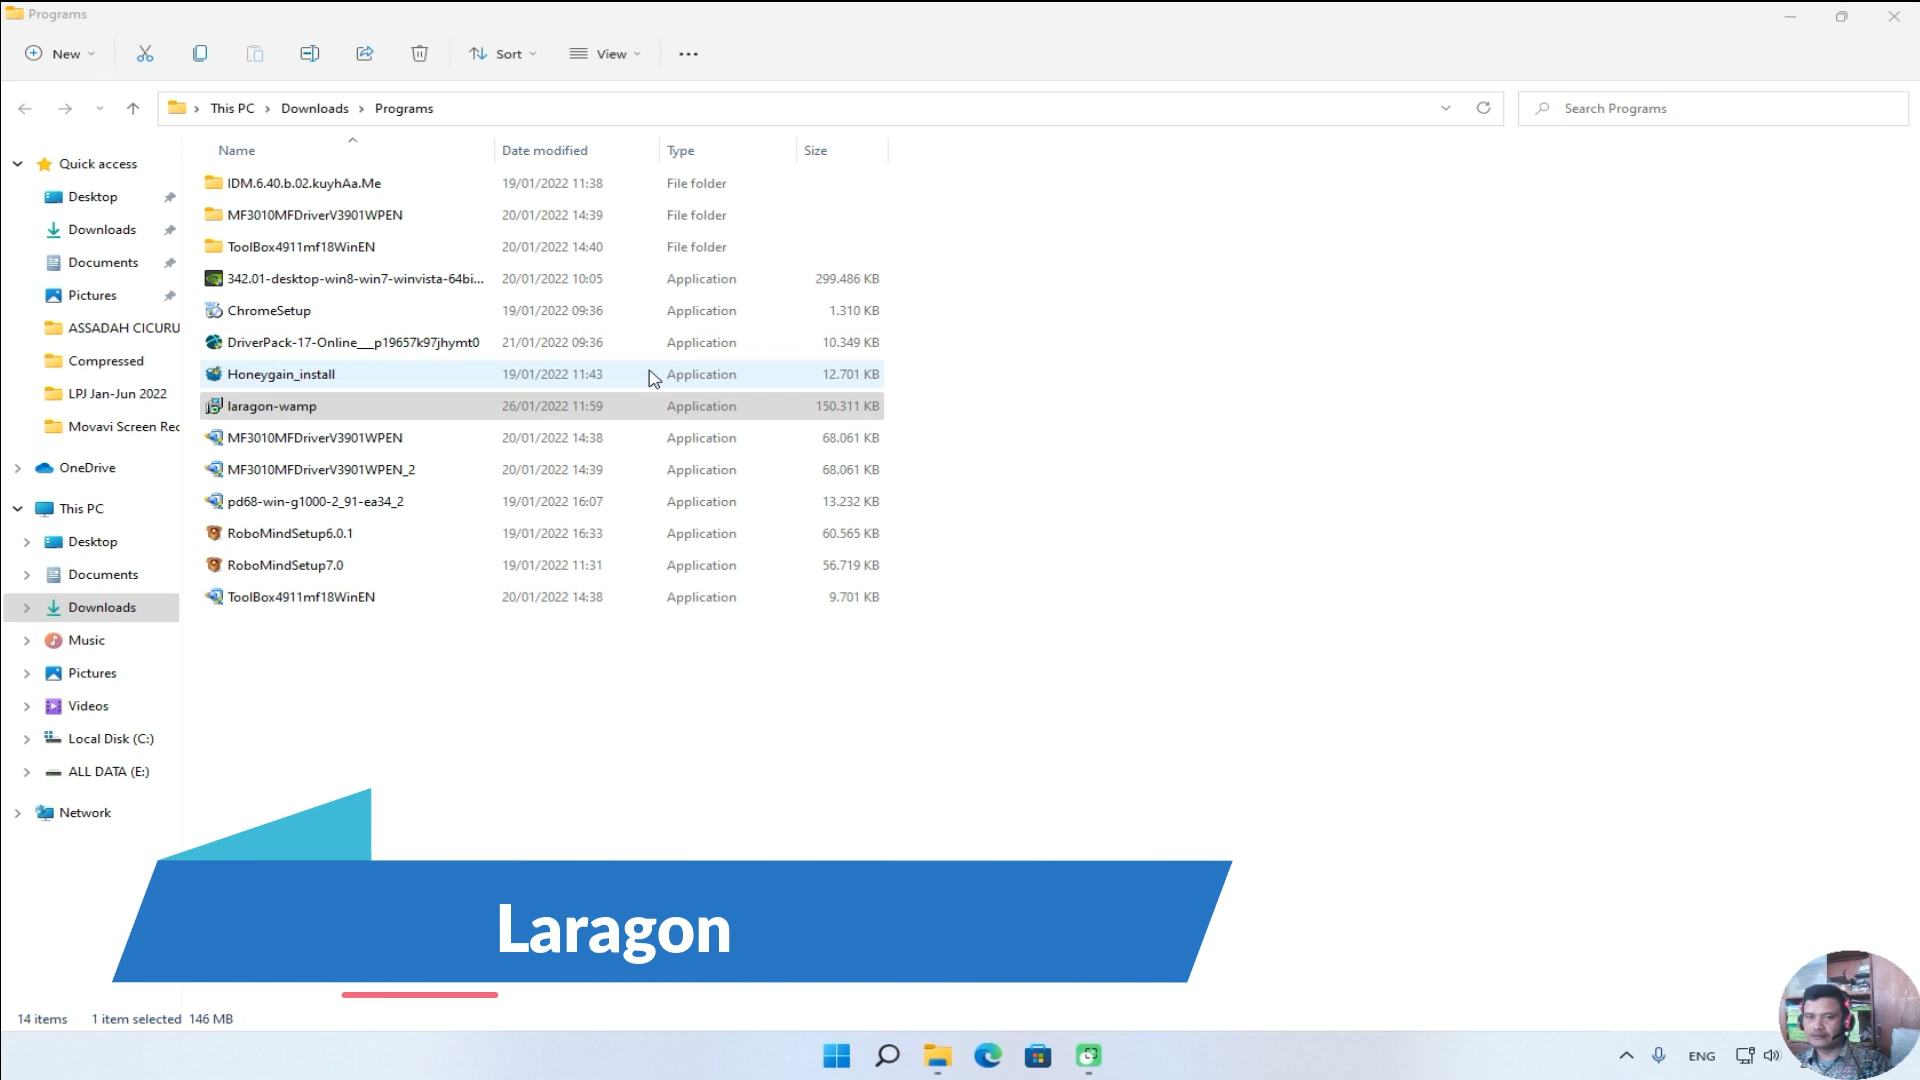 Programs
New
Sort
View
This PC > Downloads > Programs
Search Programs
Name
Date modified
Type
Size
Quick access
Desktop
Downloads
Documents
Pictures
ASSADAH CICURU
Compressed
LPJ Jan-Jun 2022
Movavi Screen Rec
OneDrive
This PC
Desktop
Documents
Downloads
Music
Pictures
Videos
Local Disk (C:)
ALL DATA (E:)
Network
IDM.6.40.b.02.kuyhAa.Me 19/01/2022 11:38 File folder
MF3010MFDriverV3901WPEN 20/01/2022 14:39 File folder
ToolBox4911mf18WinEN 20/01/2022 14:40 File folder
342.01-desktop-win8-win7-winvista-64bi... 20/01/2022 10:05 Application 299.486 KB
ChromeSetup 19/01/2022 09:36 Application 1.310 KB
DriverPack-17-Online___p19657k97jhymt0 21/01/2022 09:36 Application 10.349 KB
Honeygain_install 19/01/2022 11:43 Application 12.701 KB
laragon-wamp 26/01/2022 11:59 Application 150.311 KB
MF3010MFDriverV3901WPEN 20/01/2022 14:38 Application 68.061 KB
MF3010MFDriverV3901WPEN_2 20/01/2022 14:39 Application 68.061 KB
pd68-win-g1000-2_91-ea34_2 19/01/2022 16:07 Application 13.232 KB
RoboMindSetup6.0.1 19/01/2022 16:33 Application 60.565 KB
RoboMindSetup7.0 19/01/2022 11:31 Application 56.719 KB
ToolBox4911mf18WinEN 20/01/2022 14:38 Application 9.701 KB
Laragon
14 items 1 item selected 146 MB
ENG